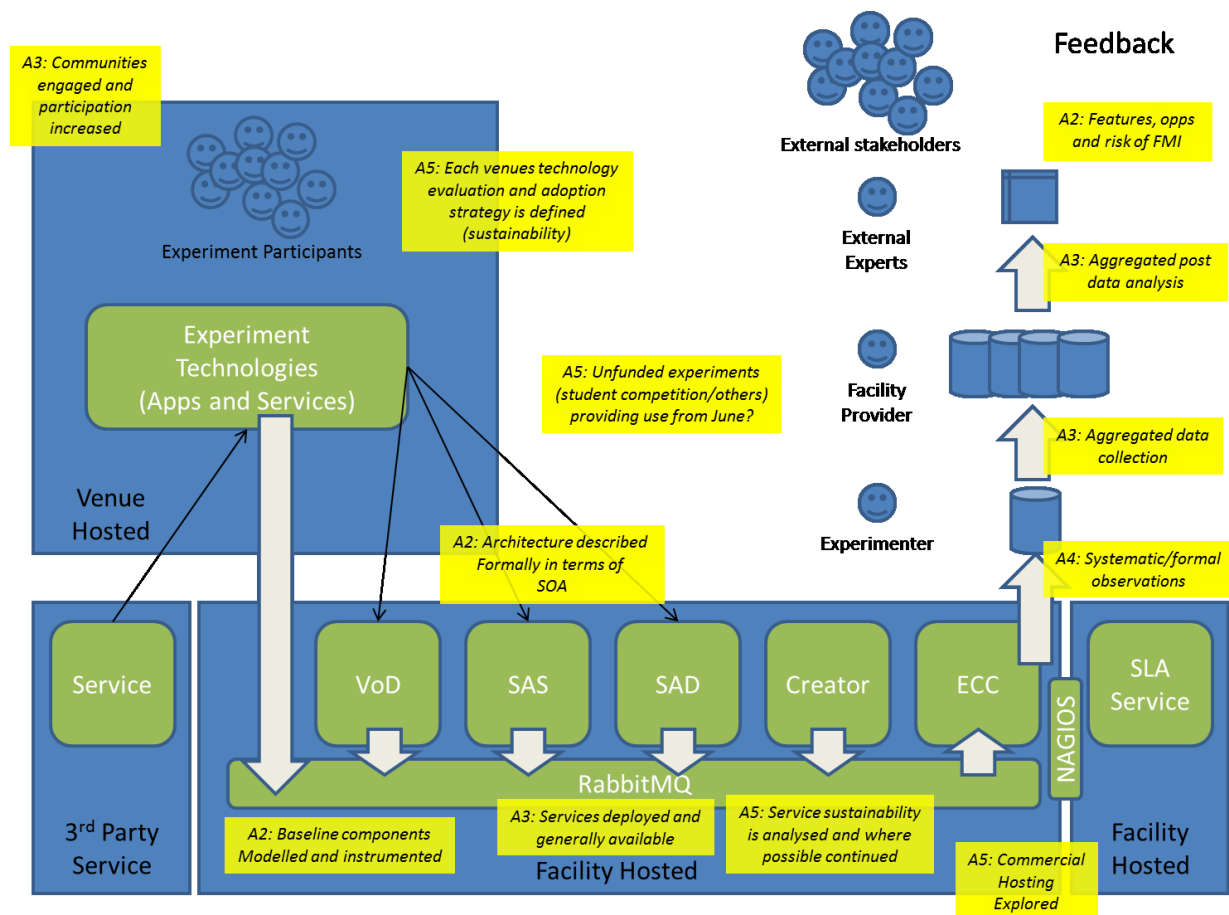 Feedback
A3: Communities
engaged and
participation
increased
External stakeholders
A2: Features, opps
and risk of FMI
A5: Each venues technology
evaluation and adoption
strategy is defined
(sustainability)
Experiment Participants
External
Experts
A3: Aggregated post
data analysis
Experiment
Technologies
(Apps and Services)
A5: Unfunded experiments
(student competition/others)
providing use from June?
Facility
Provider
A3: Aggregated data
collection
Venue
Hosted
Experimenter
A2: Architecture described
Formally in terms of
SOA
A4: Systematic/formal
observations
Service
VoD
SAS
SAD
Creator
ECC
NAGIOS
SLA
Service
RabbitMQ
3rd Party
Service
A2: Baseline components
Modelled and instrumented
A3: Services deployed and
generally available
A5: Service sustainability
is analysed and where
possible continued
Facility Hosted
A5: Commercial
Hosting
Explored
Facility
Hosted